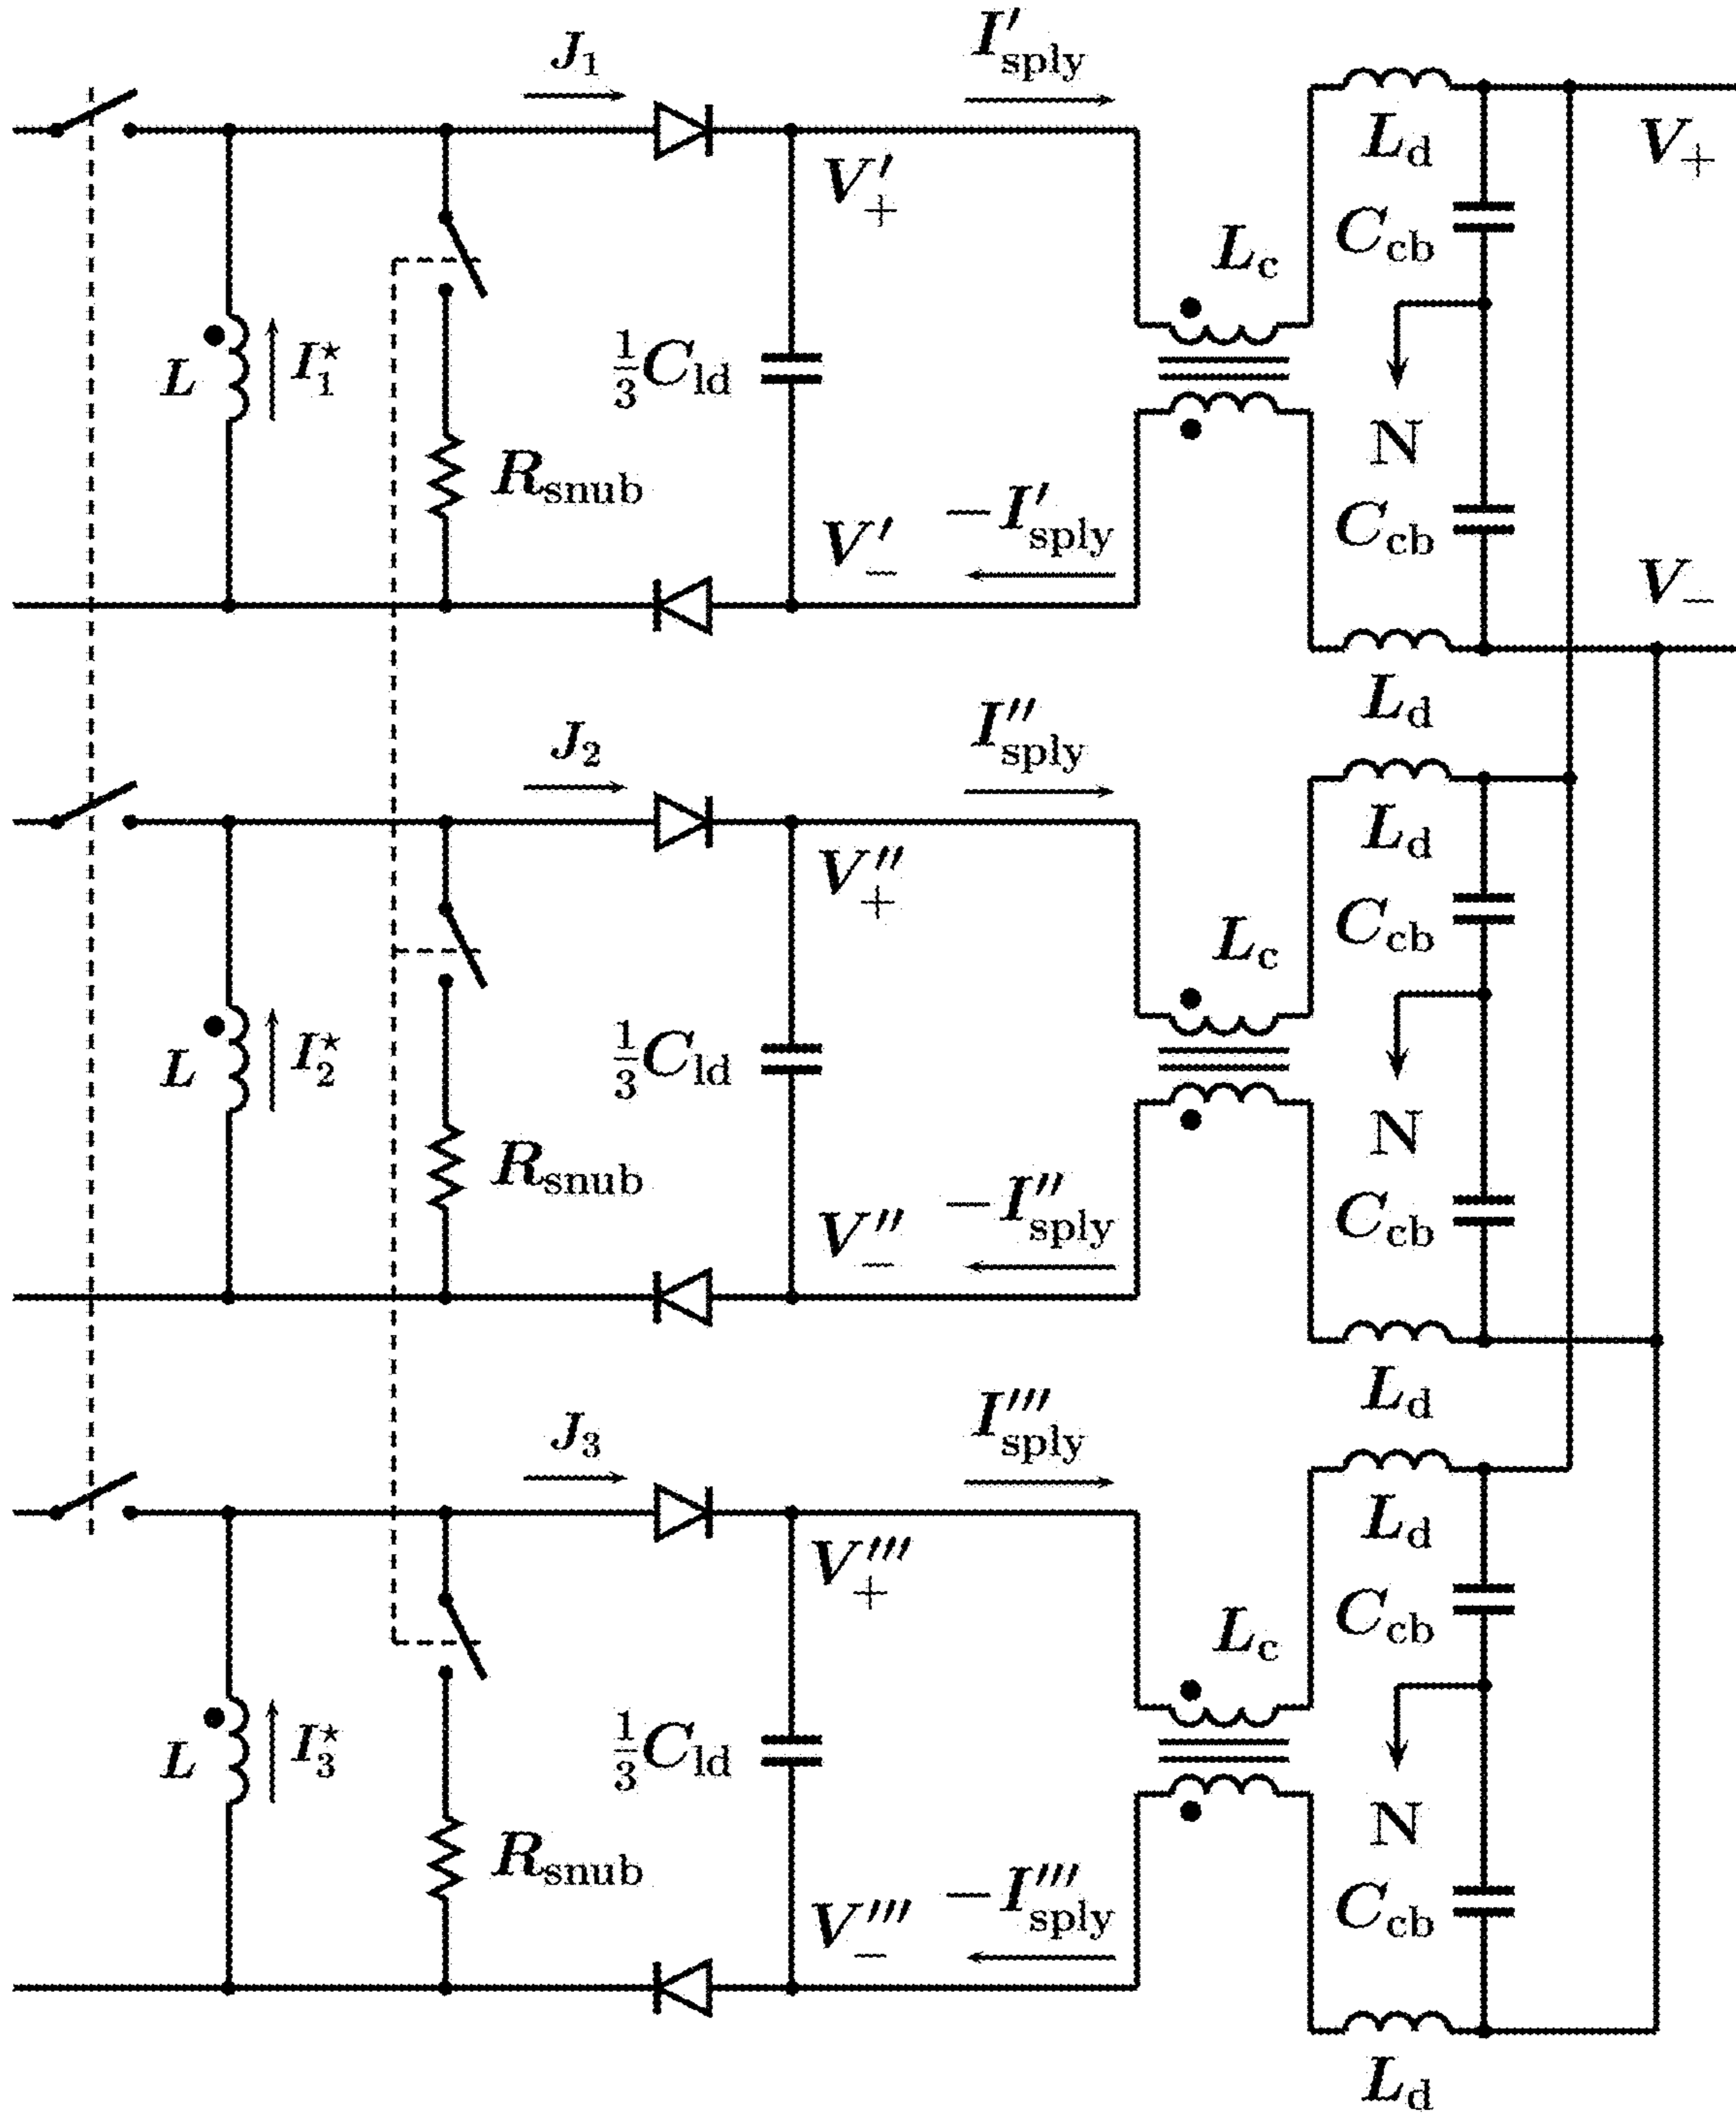 J₁
I′sply
Ld
V₊
V′₊
Ccb
Lc
L
I₁⋆
⅓Cld
N
Rsnub
V′₋
−I′sply
Ccb
V₋
Ld
J₂
I″sply
Ld
V″₊
Ccb
Lc
L
I₂⋆
⅓Cld
N
Rsnub
V″₋
−I″sply
Ccb
Ld
J₃
I‴sply
Ld
V‴₊
Ccb
Lc
L
I₃⋆
⅓Cld
N
Rsnub
V‴₋
−I‴sply
Ccb
Ld